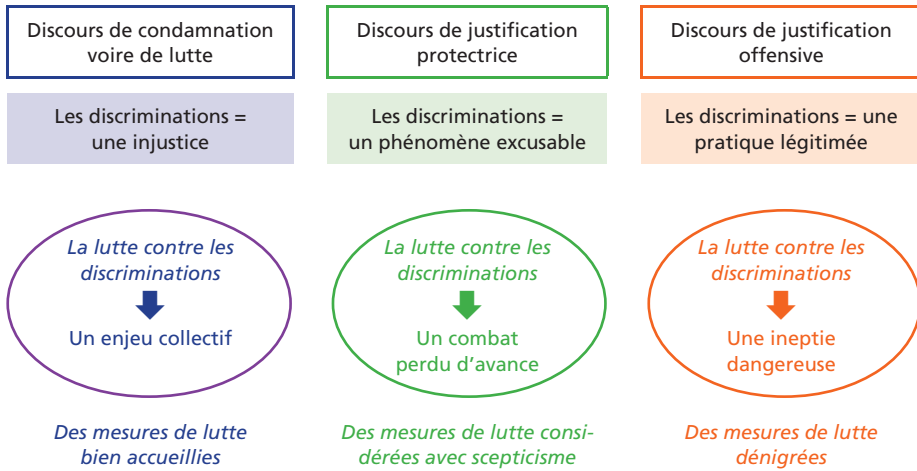 Discours de condamnation
voire de lutte
Les discriminations =
une injustice
La lutte contre les
discriminations
Un enjeu collectif
Des mesures de lutte
bien accueillies
Discours de justification
protectrice
Les discriminations =
un phénomène excusable
La lutte contre les
discriminations
Un combat
perdu d'avance
Des mesures de lutte consi-
dérées avec scepticisme
Discours de justification
offensive
Les discriminations = une
pratique légitimée
La lutte contre les
discriminations
Une ineptie
dangereuse
Des mesures de lutte
dénigrées